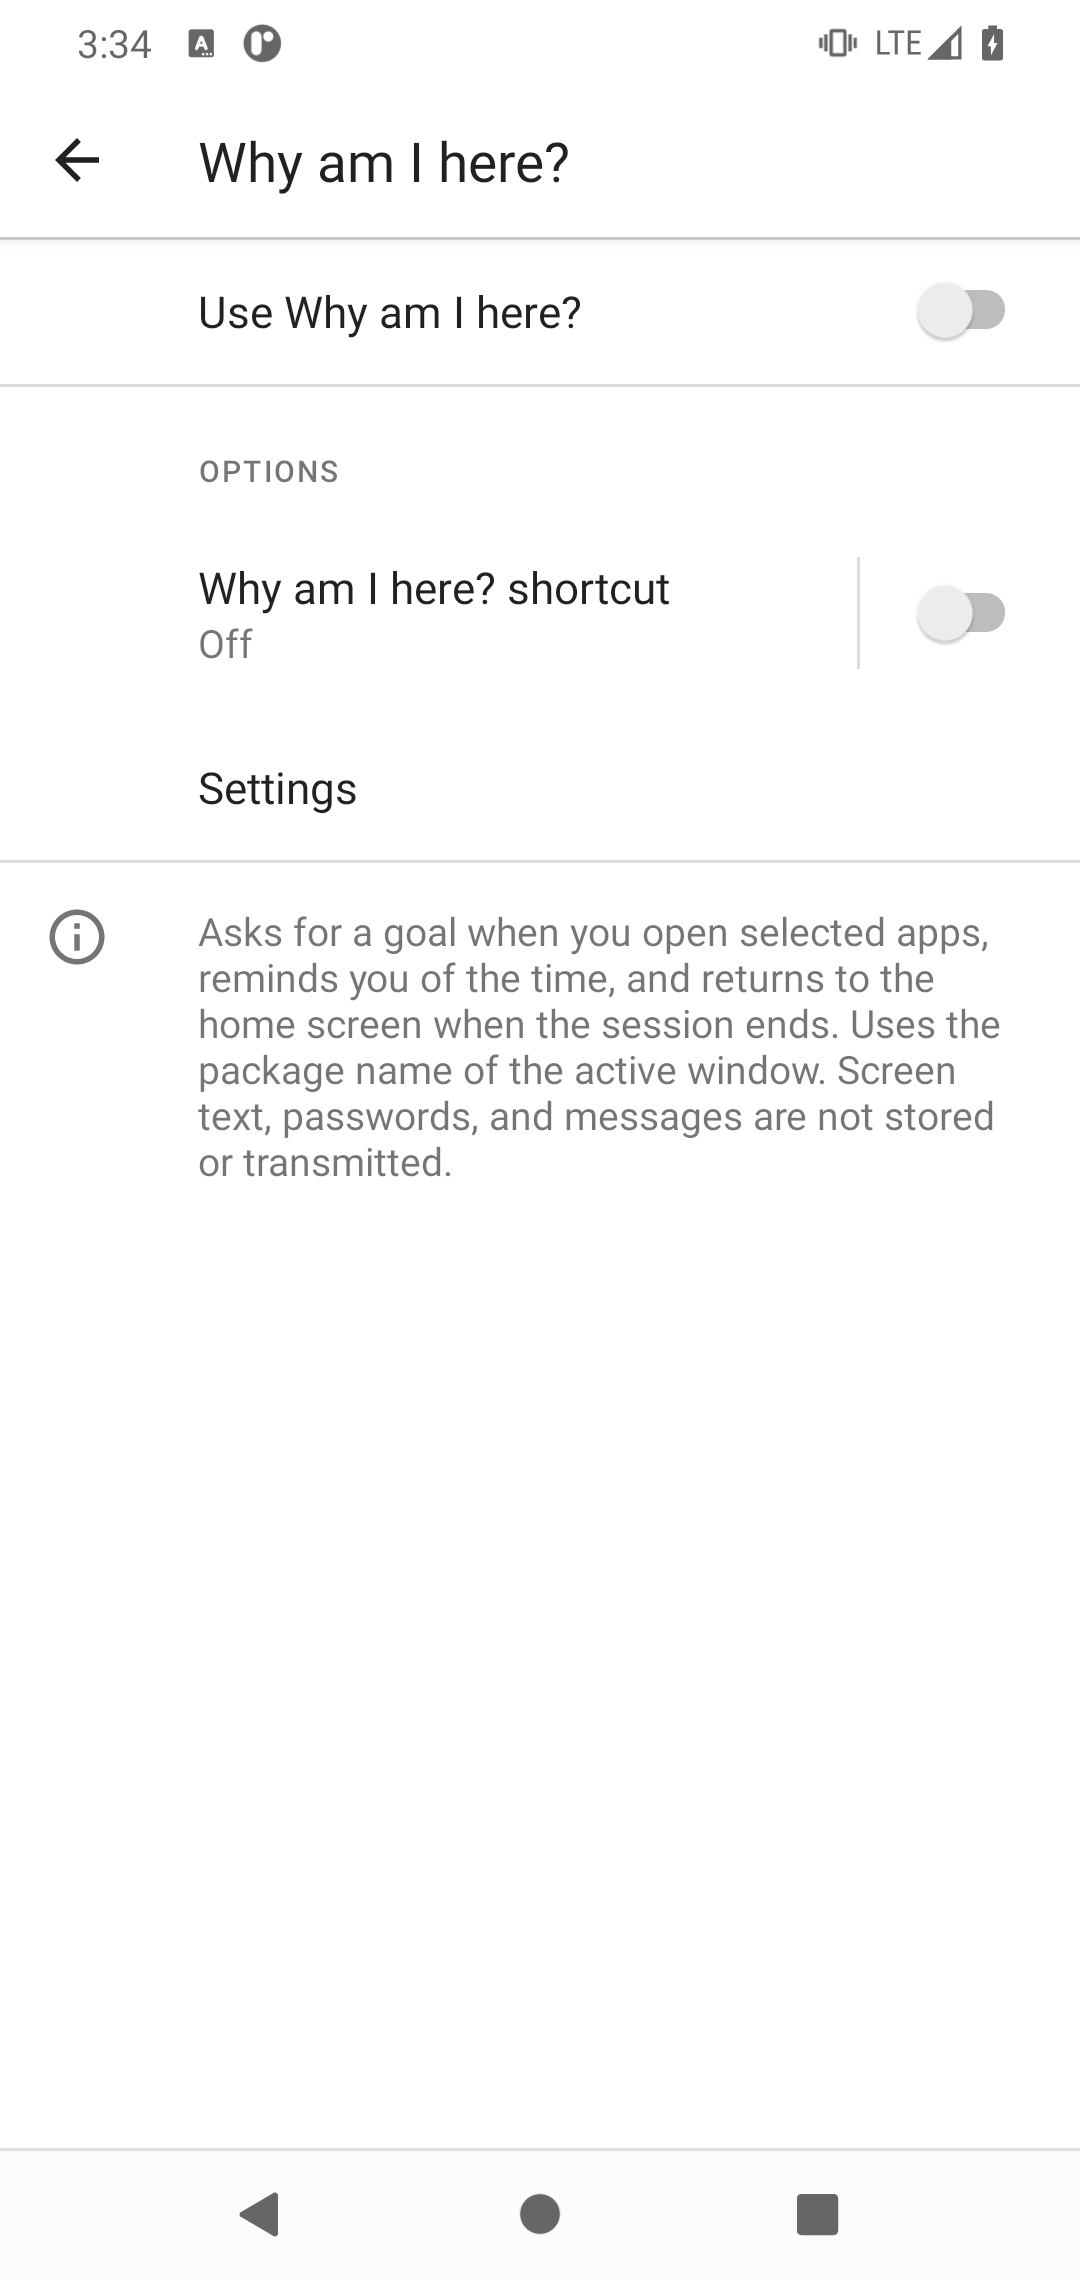 3:34
LTE
Why am I here?
Use Why am I here?
OPTIONS
Why am I here? shortcut
Off
Settings
Asks for a goal when you open selected apps,
reminds you of the time, and returns to the
home screen when the session ends. Uses the
package name of the active window. Screen
text, passwords, and messages are not stored
or transmitted.